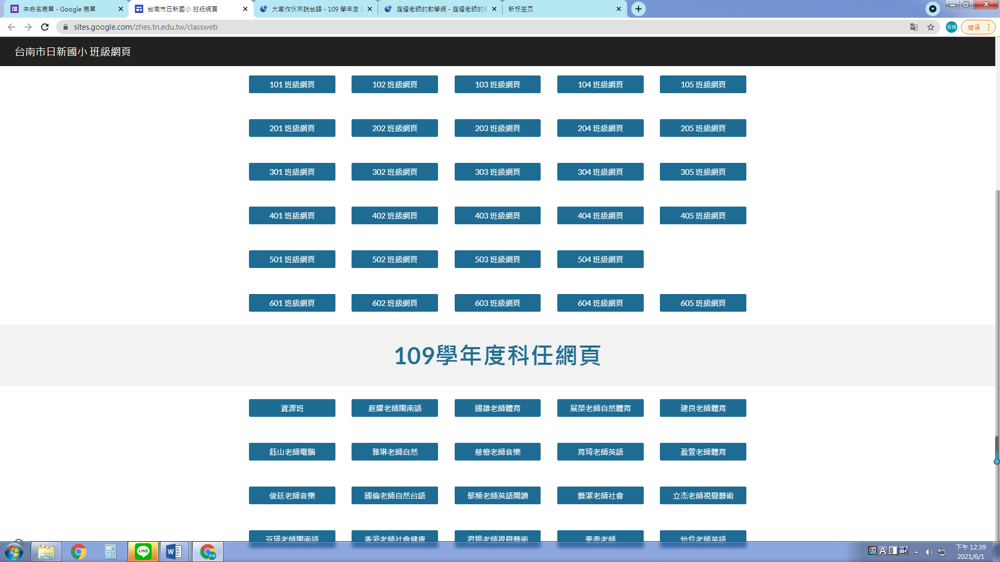 未命名表單 - Google 表單
台南市日新國小 班級網頁
大家作伙來說台語 - 109 學年度
庭耀老師的教學網 - 庭耀老師的
新标签页
sites.google.com/zhes.tn.edu.tw/classweb
芬瑛
错误
台南市日新國小 班級網頁
101 班級網頁 102 班級網頁 103 班級網頁 104 班級網頁 105 班級網頁
201 班級網頁 202 班級網頁 203 班級網頁 204 班級網頁 205 班級網頁
301 班級網頁 302 班級網頁 303 班級網頁 304 班級網頁 305 班級網頁
401 班級網頁 402 班級網頁 403 班級網頁 404 班級網頁 405 班級網頁
501 班級網頁 502 班級網頁 503 班級網頁 504 班級網頁
601 班級網頁 602 班級網頁 603 班級網頁 604 班級網頁 605 班級網頁
109學年度科任網頁
資源班 庭耀老師閩南語 國雄老師體育 展榮老師自然體育 建良老師體育
鈺山老師電腦 雅琳老師自然 慈憶老師音樂 育琦老師英語 盈萱老師體育
俊廷老師音樂 國倫老師自然台語 郁頻老師英語閱讀 藝潔老師社會 立杰老師視覺藝術
芬瑛老師閩南語 香姿老師社會健康 君婷老師視覺藝術 義泰老師 怡伶老師英語
LINE
W
芬瑛
A
下午 12:39
2021/6/1